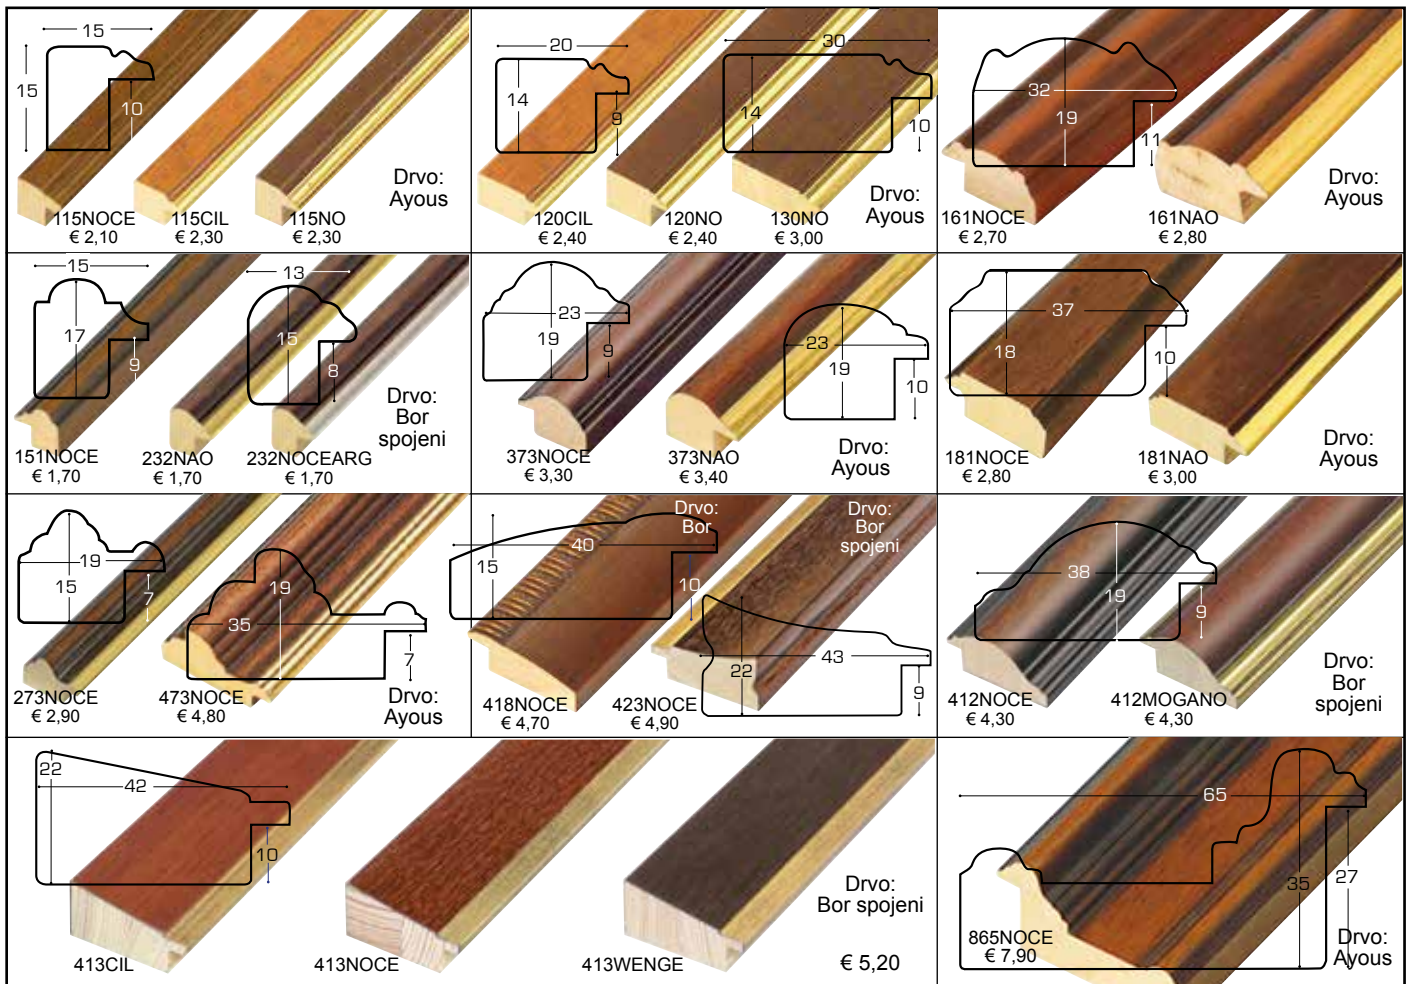 15
15
10
Drvo:
Ayous
115NOCE
€ 2,10
115CIL
€ 2,30
115NO
€ 2,30
20
14
9
30
14
10
Drvo:
Ayous
120CIL
€ 2,40
120NO
€ 2,40
130NO
€ 3,00
32
19
11
Drvo:
Ayous
161NOCE
€ 2,70
161NAO
€ 2,80
15
17
9
13
15
8
Drvo:
Bor
spojeni
151NOCE
€ 1,70
232NAO
€ 1,70
232NOCEARG
€ 1,70
23
19
9
23
19
10
Drvo:
Ayous
373NOCE
€ 3,30
373NAO
€ 3,40
37
18
10
Drvo:
Ayous
181NOCE
€ 2,80
181NAO
€ 3,00
19
15
7
19
35
7
Drvo:
Ayous
273NOCE
€ 2,90
473NOCE
€ 4,80
Drvo:
Bor
40
15
10
Drvo:
Bor
spojeni
43
22
9
418NOCE
€ 4,70
423NOCE
€ 4,90
38
19
9
Drvo:
Bor
spojeni
412NOCE
€ 4,30
412MOGANO
€ 4,30
22
42
10
413CIL
413NOCE
413WENGE
Drvo:
Bor spojeni
€ 5,20
65
35
27
865NOCE
€ 7,90
Drvo:
Ayous